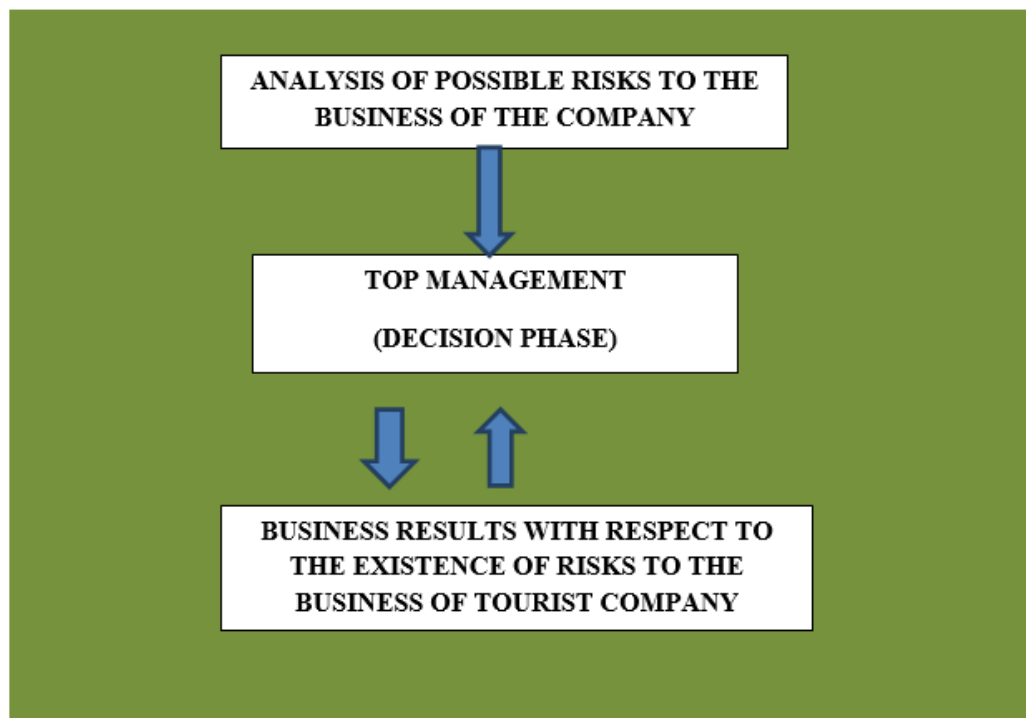 ANALYSIS OF POSSIBLE RISKS TO THE
BUSINESS OF THE COMPANY
TOP MANAGEMENT
(DECISION PHASE)
BUSINESS RESULTS WITH RESPECT TO
THE EXISTENCE OF RISKS TO THE
BUSINESS OF TOURIST COMPANY